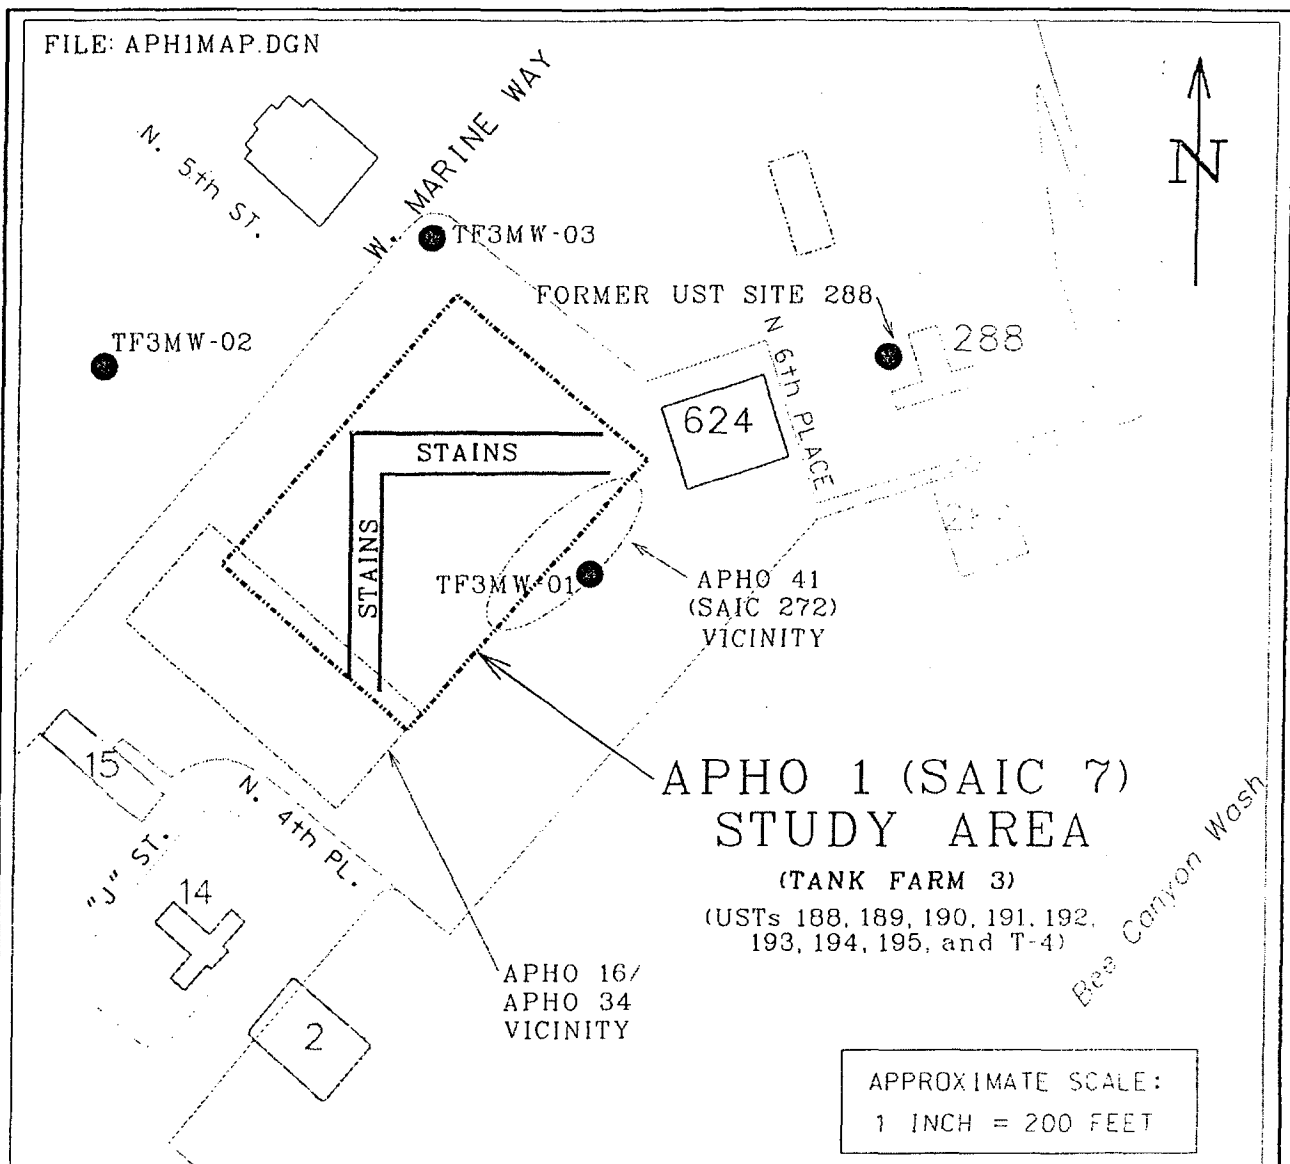 FILE: APH1MAP.DGN
W. MARINE WAY
N. 5th ST.
N
TF3MW-03
FORMER UST SITE 288
TF3MW-02
288
N 6th PLACE
624
STAINS
STAINS
TF3MW-01
APHO 41
(SAIC 272)
VICINITY
15
N. 4th PL.
"J" ST.
14
2
APHO 1 (SAIC 7)
STUDY AREA
(TANK FARM 3)
(USTs 188, 189, 190, 191, 192,
193, 194, 195, and T-4)
Bee Canyon Wash
APHO 16/
APHO 34
VICINITY
APPROXIMATE SCALE:
1 INCH = 200 FEET